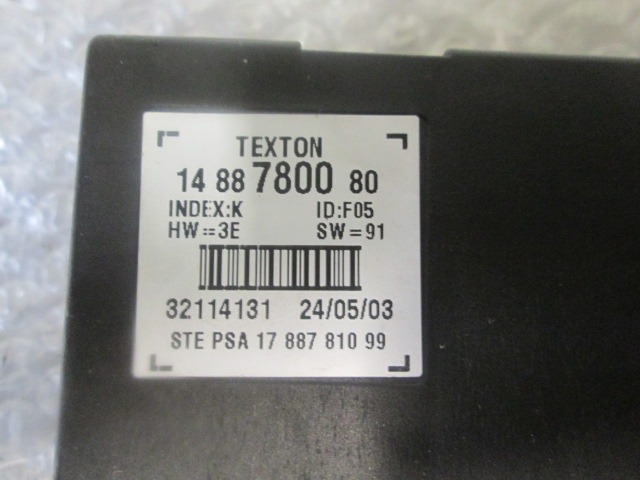 TEXTON
14 88 7800 80
INDEX:K ID:F05
HW=3E SW=91
32114131 24/05/03
STE PSA 17 887 810 99